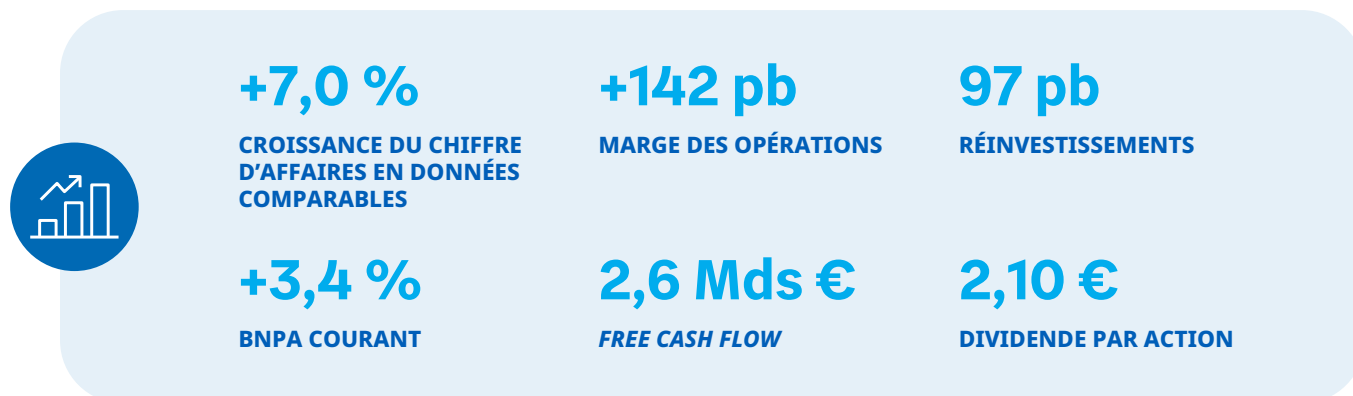 +7,0 %
CROISSANCE DU CHIFFRE
D’AFFAIRES EN DONNÉES
COMPARABLES
+142 pb
MARGE DES OPÉRATIONS
97 pb
RÉINVESTISSEMENTS
+3,4 %
BNPA COURANT
2,6 Mds €
FREE CASH FLOW
2,10 €
DIVIDENDE PAR ACTION